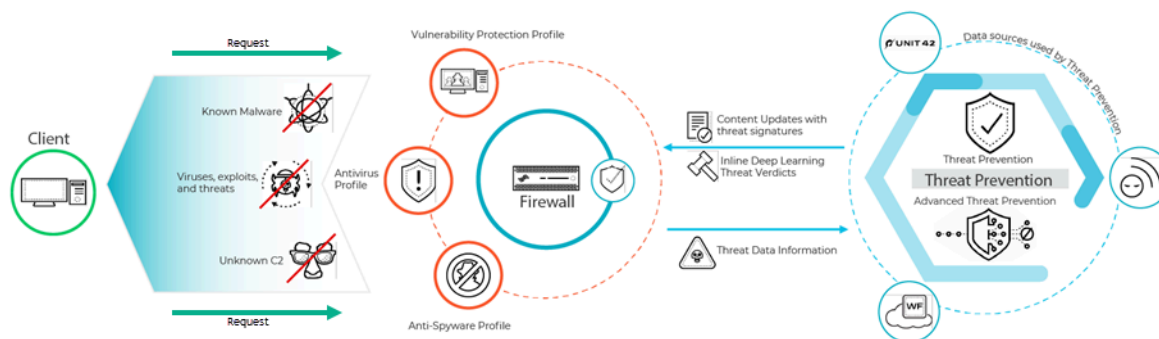 Request
Client
Known Malware
Viruses, exploits,
and threats
Unknown C2
Request
Vulnerability Protection Profile
Antivirus
Profile
Anti-Spyware Profile
Firewall
Content Updates with
threat signatures
Inline Deep Learning
Threat Verdicts
Threat Data Information
UNIT 42
Data sources used by Threat Prevention
Threat Prevention
Threat Prevention
Advanced Threat Prevention
WF